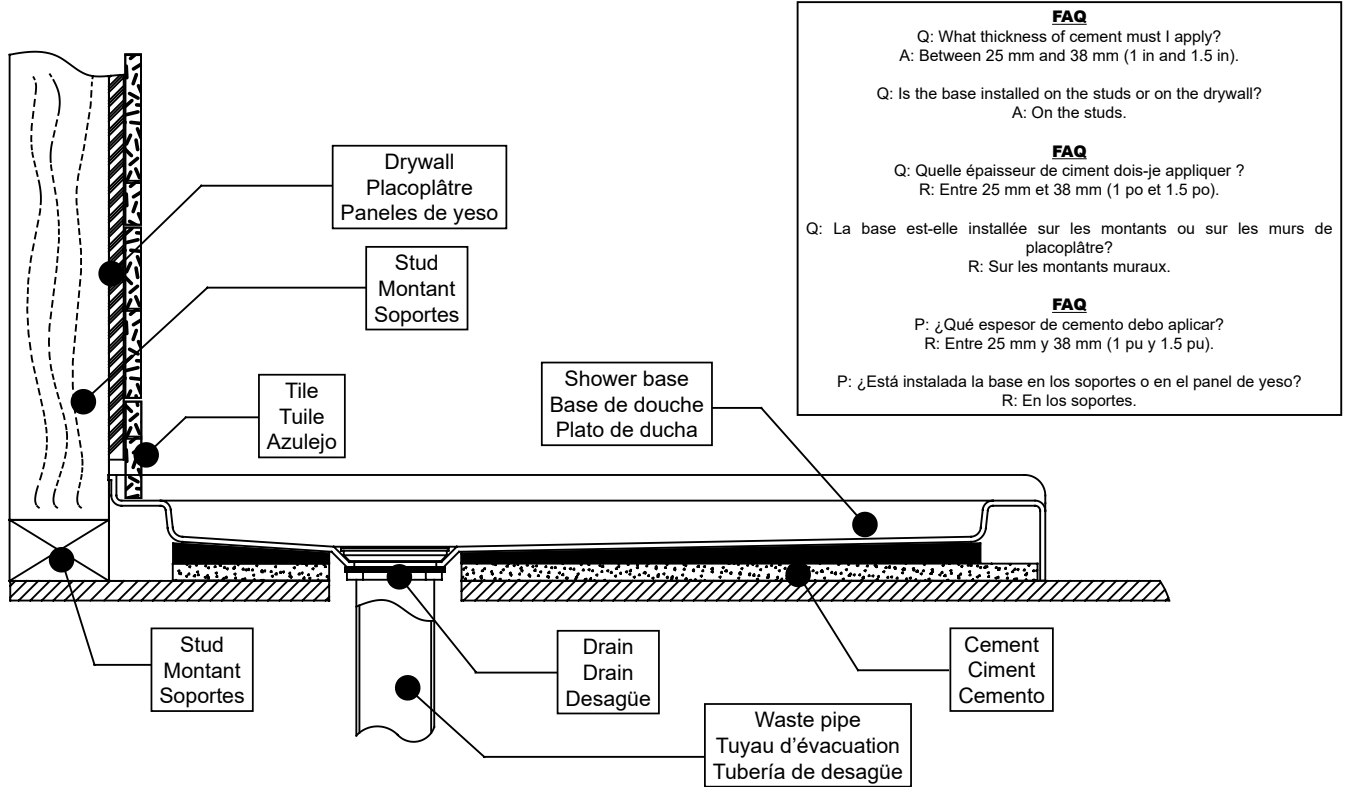 FAQ
Q: What thickness of cement must I apply?
A: Between 25 mm and 38 mm (1 in and 1.5 in).
Q: Is the base installed on the studs or on the drywall?
A: On the studs.
FAQ
Q: Quelle épaisseur de ciment dois-je appliquer ?
R: Entre 25 mm et 38 mm (1 po et 1.5 po).
Q: La base est-elle installée sur les montants ou sur les murs de
placoplâtre?
R: Sur les montants muraux.
FAQ
P: ¿Qué espesor de cemento debo aplicar?
R: Entre 25 mm y 38 mm (1 pu y 1.5 pu).
P: ¿Está instalada la base en los soportes o en el panel de yeso?
R: En los soportes.
Drywall
Placoplâtre
Paneles de yeso
Stud
Montant
Soportes
Tile
Tuile
Azulejo
Shower base
Base de douche
Plato de ducha
Stud
Montant
Soportes
Drain
Drain
Desagüe
Cement
Ciment
Cemento
Waste pipe
Tuyau d’évacuation
Tubería de desagüe